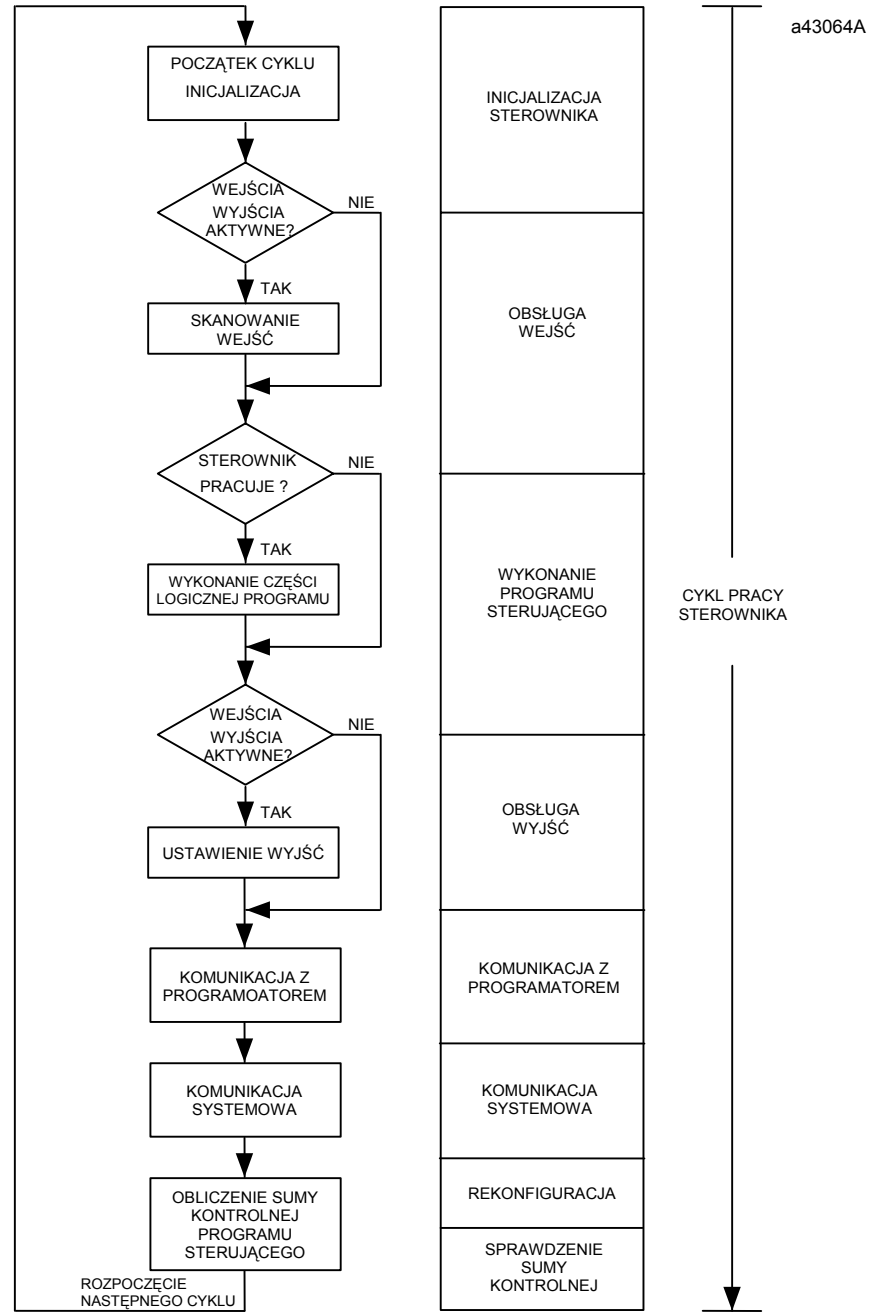 a43064A
POCZĄTEK CYKLU
INICJALIZACJA
WEJŚCIA
WYJŚCIA
AKTYWNE?
NIE
TAK
SKANOWANIE
WEJŚĆ
STEROWNIK
PRACUJE ?
NIE
TAK
WYKONANIE CZĘŚCI
LOGICZNEJ PROGRAMU
WEJŚCIA
WYJŚCIA
AKTYWNE?
NIE
TAK
USTAWIENIE WYJŚĆ
KOMUNIKACJA Z
PROGRAMOATOREM
KOMUNIKACJA
SYSTEMOWA
OBLICZENIE SUMY
KONTROLNEJ
PROGRAMU
STERUJĄCEGO
ROZPOCZĘCIE
NASTĘPNEGO CYKLU
INICJALIZACJA
STEROWNIKA
OBSŁUGA
WEJŚĆ
WYKONANIE
PROGRAMU
STERUJĄCEGO
OBSŁUGA
WYJŚĆ
KOMUNIKACJA Z
PROGRAMATOREM
KOMUNIKACJA
SYSTEMOWA
REKONFIGURACJA
SPRAWDZENIE
SUMY
KONTROLNEJ
CYKL PRACY
STEROWNIKA